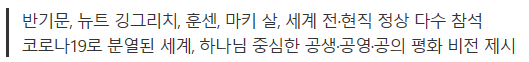 반기문, 뉴트 깅그리치, 훈센, 마키 살, 세계 전·현직 정상 다수 참석
코로나19로 분열된 세계, 하나님 중심한 공생·공영·공의 평화 비전 제시